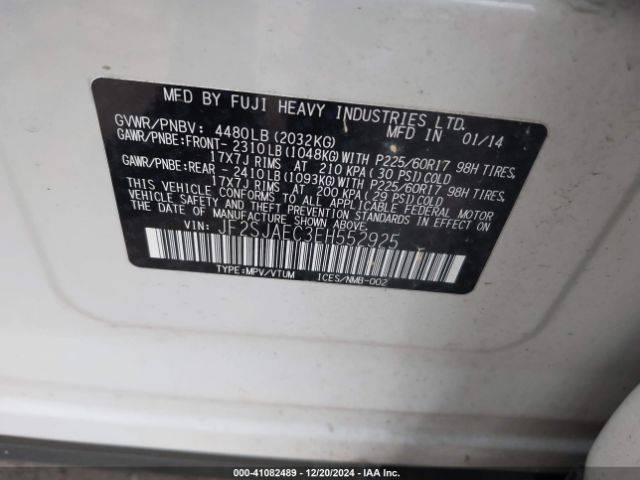 MFD BY FUJI HEAVY INDUSTRIES LTD.
MFD IN 01/14
GVWR/PNBV: 4480LB(2032KG)
GAWR/PNBE:FRONT- 2310LB(1048KG)WITH P225/60R17 98H TIRES,
17X7J RIMS AT 210 KPA(30 PSI)COLD
GAWR/PNBE:REAR - 2410LB(1093KG)WITH P225/60R17 98H TIRES,
17X7J RIMS AT 200 KPA(29 PSI)COLD
THIS VEHICLE CONFORMS TO ALL APPLICABLE FEDERAL MOTOR
VEHICLE SAFETY AND THEFT PREVENTION STANDARDS IN EFFECT ON
THE DATE OF MANUFACTURE SHOWN ABOVE.
VIN: JF2SJAEC3EH552925
TYPE:MPV/VTUM ICES/NMB-002
000-41082489 - 12/20/2024 - IAA Inc.